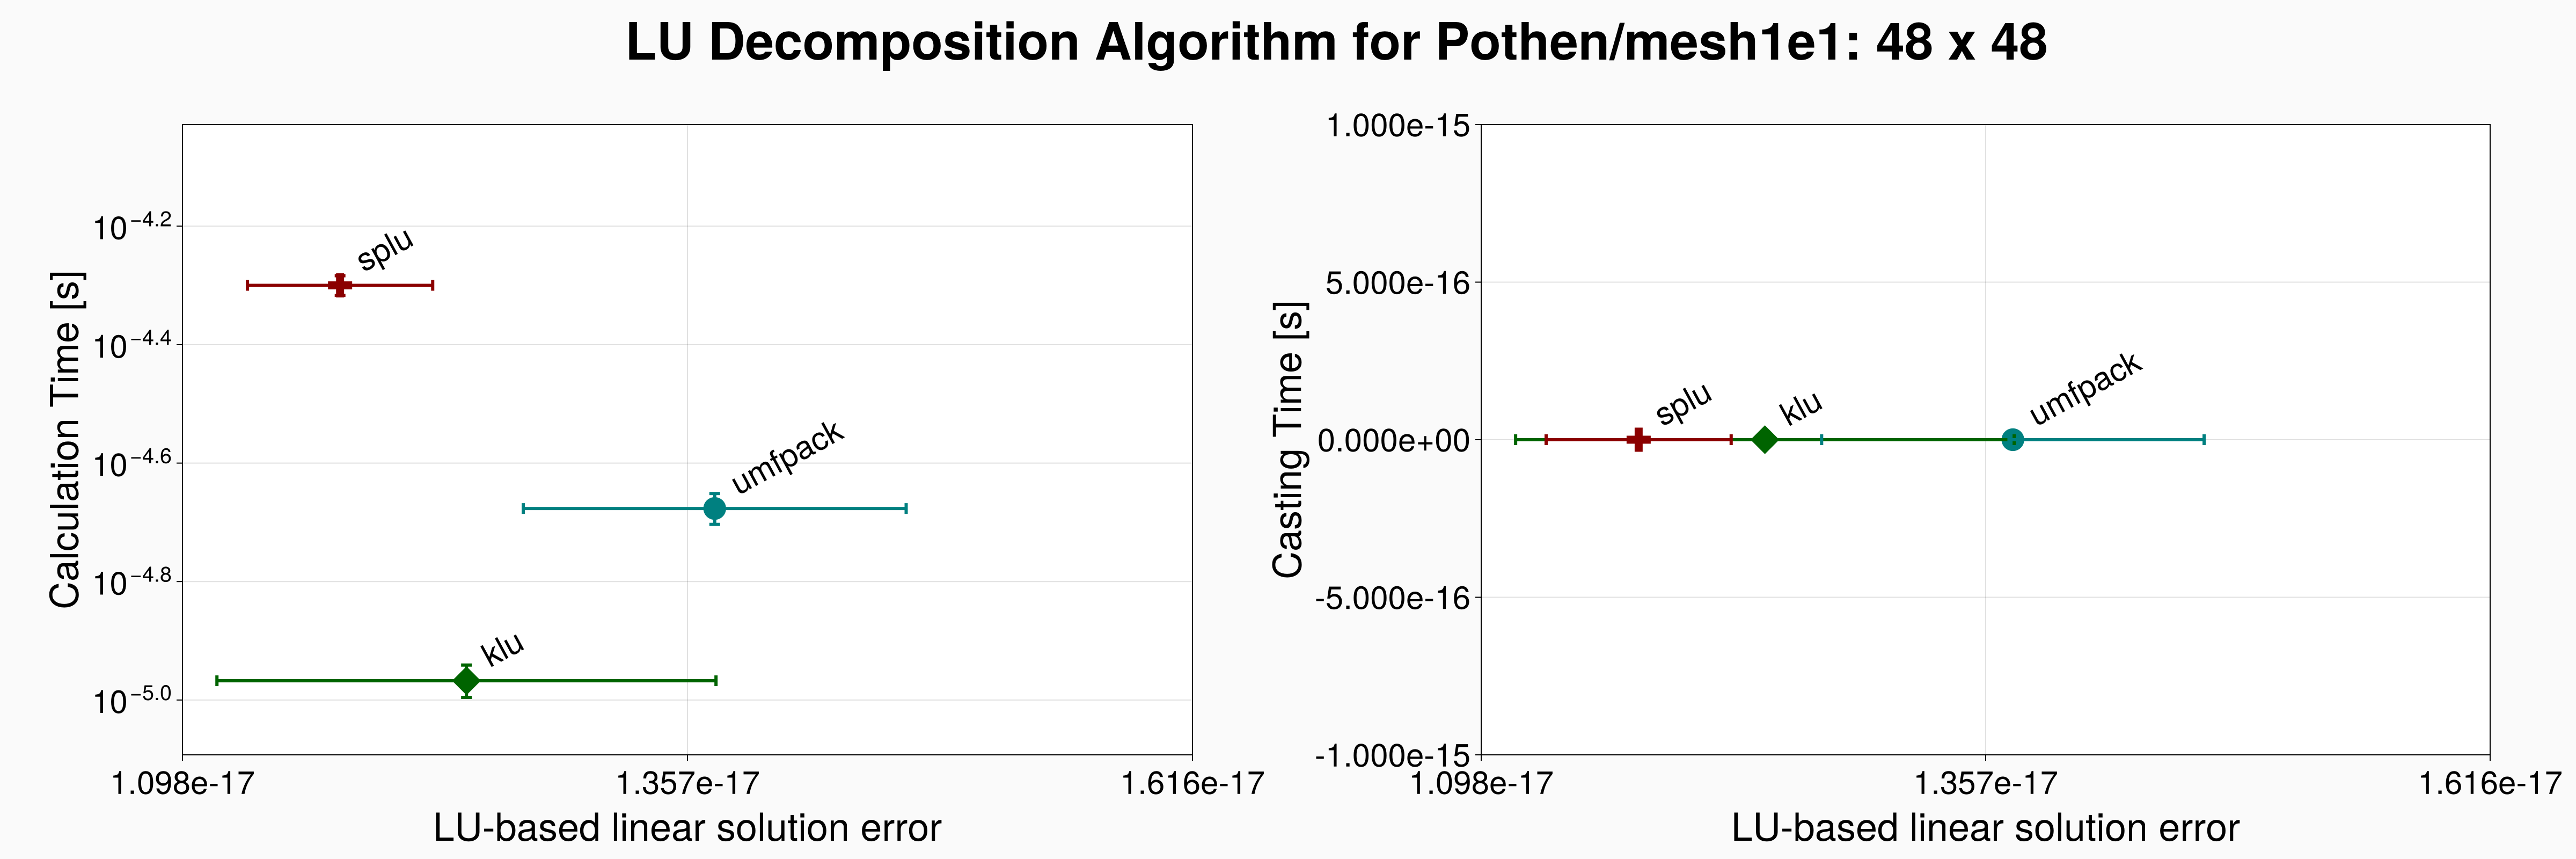 LU Decomposition Algorithm for Pothen/mesh1e1: 48 x 48
Calculation Time [s]
10−4.2
10−4.4
10−4.6
10−4.8
10−5.0
splu
umfpack
klu
1.098e-17
1.357e-17
1.616e-17
LU-based linear solution error
Casting Time [s]
1.000e-15
5.000e-16
0.000e+00
-5.000e-16
-1.000e-15
splu
klu
umfpack
1.098e-17
1.357e-17
1.616e-17
LU-based linear solution error